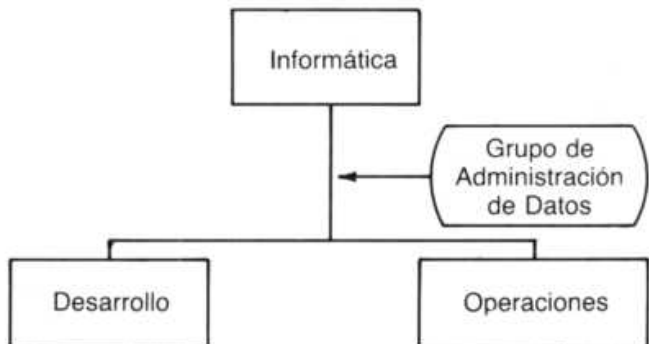 Informática
Grupo de
Administración
de Datos
Desarrollo
Operaciones